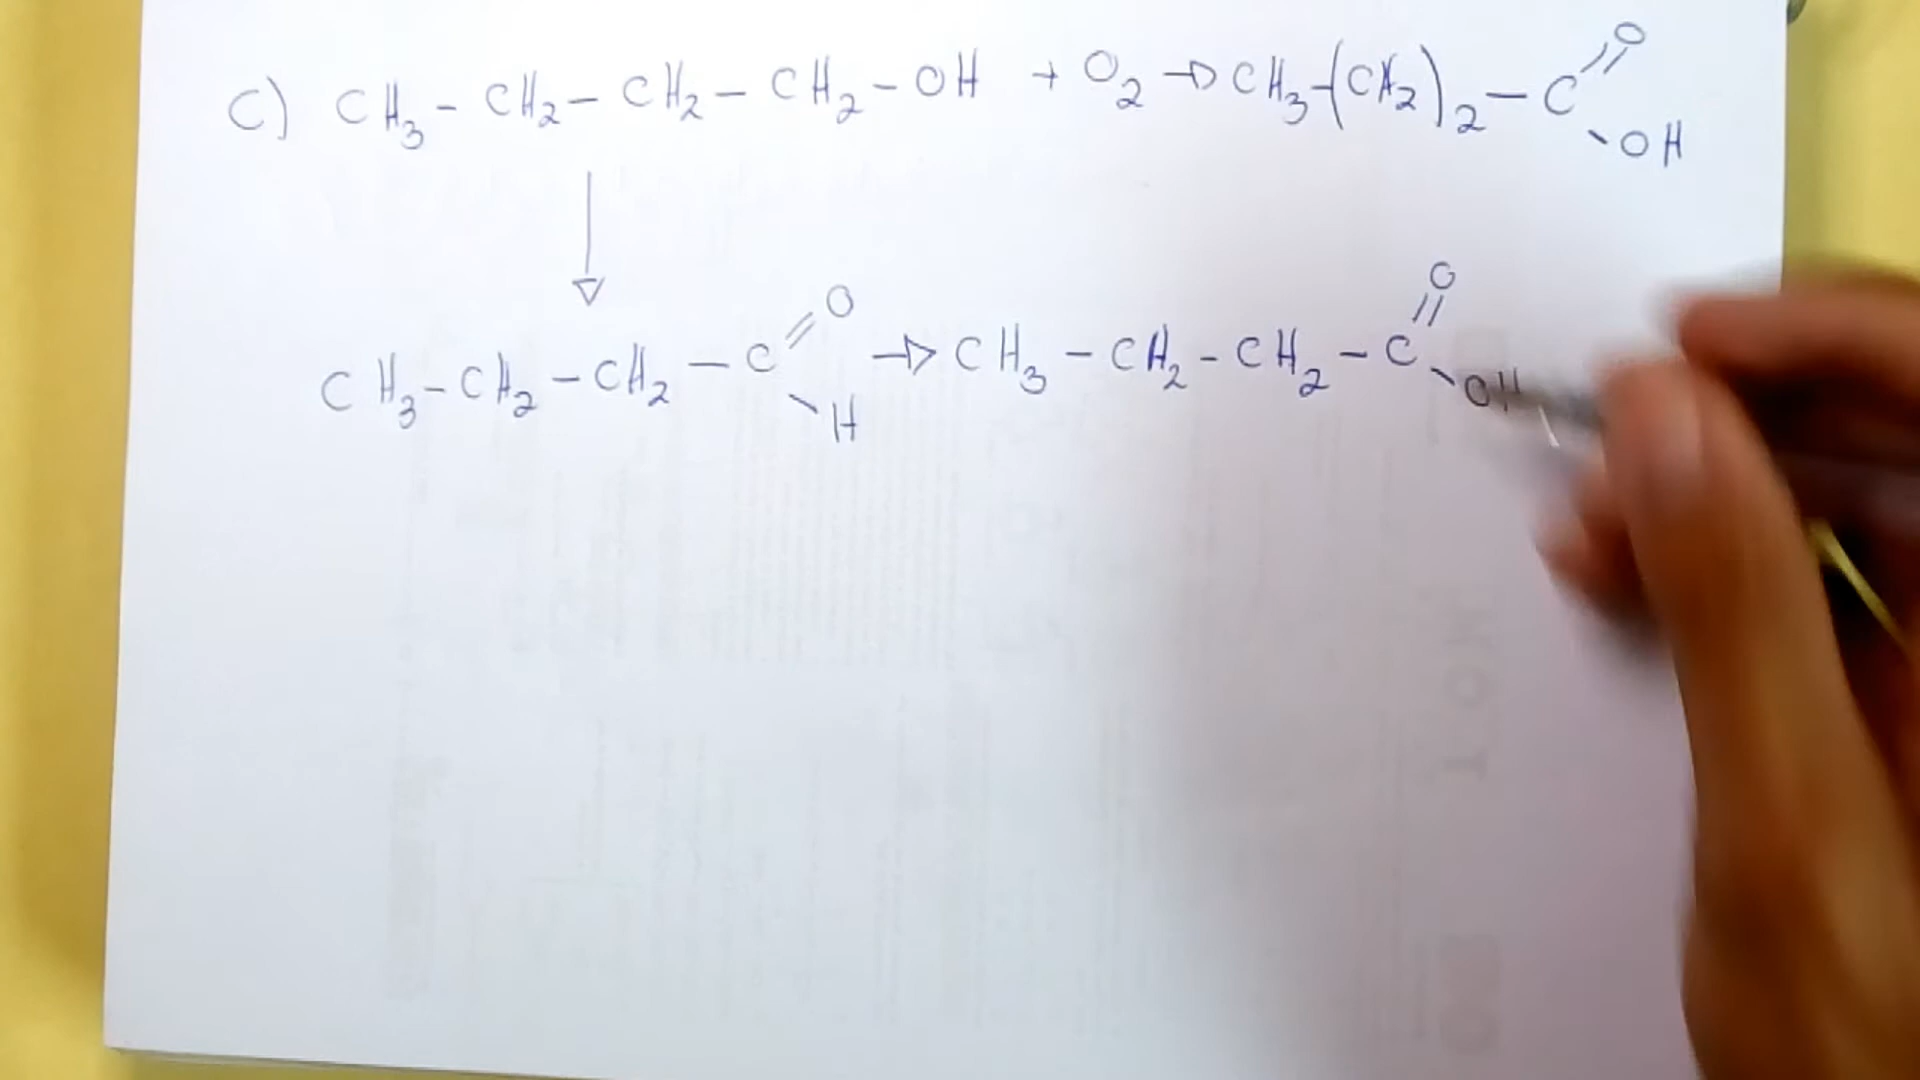 C) CH₃ - CH₂ - CH₂ - CH₂ - OH + O₂ → CH₃-(CH₂)₂ - C
O
OH
O
O
CH₃ - CH₂ - CH₂ - C → CH₃ - CH₂ - CH₂ - C
OH
H